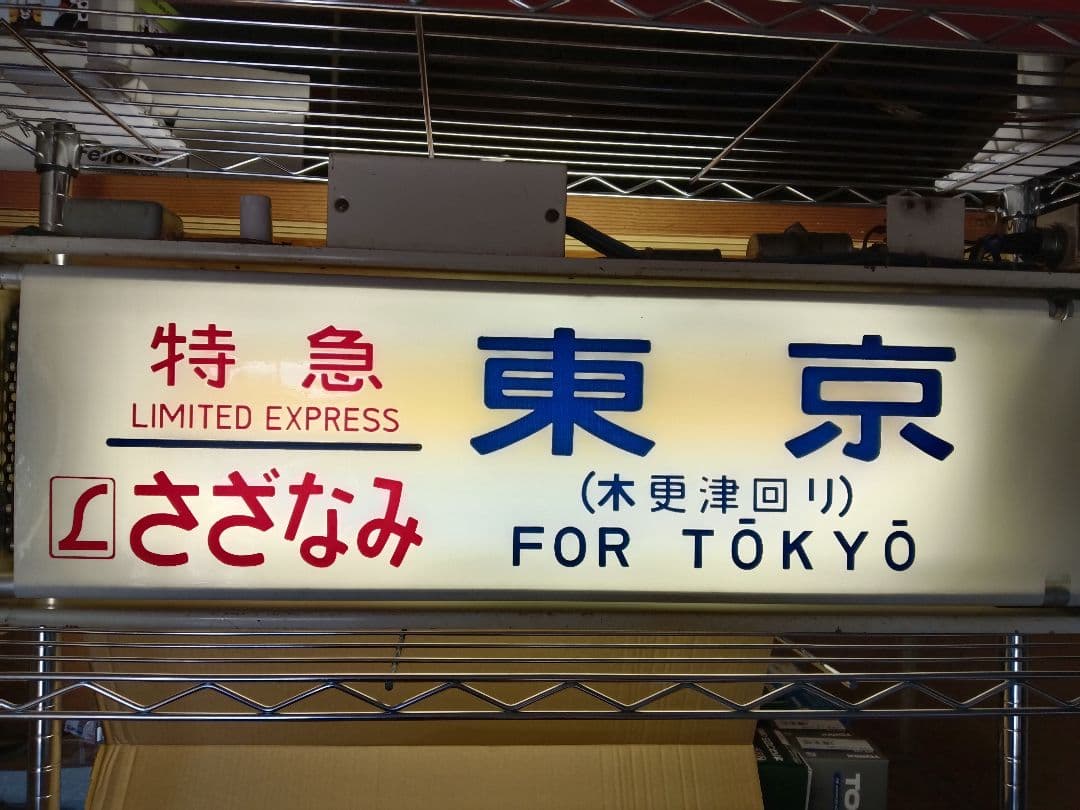 特急
LIMITED EXPRESS
L さざなみ
東京
(木更津回り)
FOR TŌKYŌ